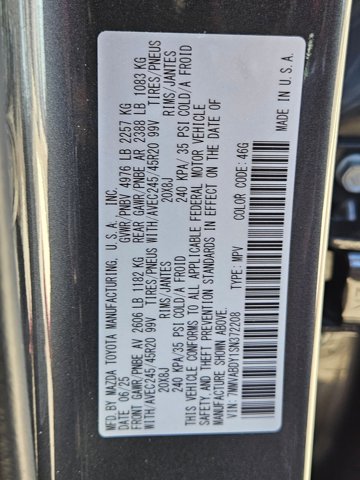 MFD.BY MAZDA TOYOTA MANUFACTURING, U.S.A., INC.
DATE 06/25 GVWR/PNBV 4976 LB 2257 KG
FRONT GAWR/PNBE AV 2606 LB 1182 KG REAR GAWR/PNBE AR 2388 LB 1083 KG
WITH/AVEC245/45R20 99V TIRES/PNEUS WITH/AVEC245/45R20 99V TIRES/PNEUS
20X8J RIMS/JANTES 20X8J RIMS/JANTES
240 KPA/35 PSI COLD/A FROID 240 KPA/ 35 PSI COLD/A FROID
THIS VEHICLE CONFORMS TO ALL APPLICABLE FEDERAL MOTOR VEHICLE
SAFETY AND THEFT PREVENTION STANDARDS IN EFFECT ON THE DATE OF
MANUFACTURE SHOWN ABOVE.
VIN: 7MMVABDY1SN372208 TYPE: MPV COLOR CODE: 46G
MADE IN U.S.A.